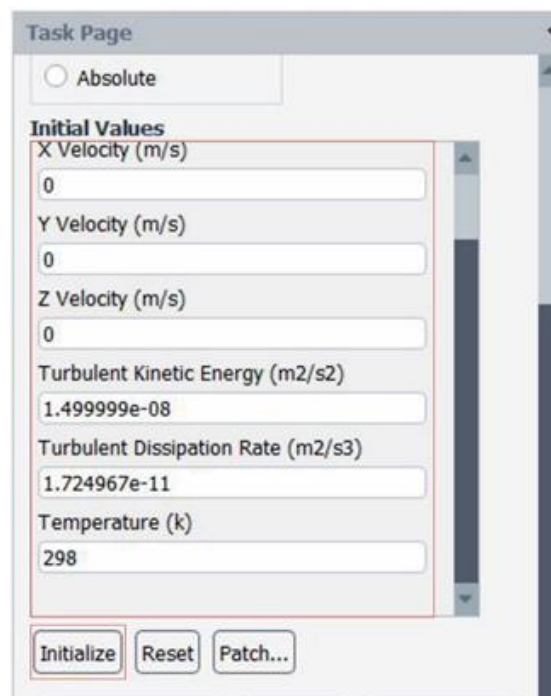 Task Page
Absolute
Initial Values
X Velocity (m/s)
0
Y Velocity (m/s)
0
Z Velocity (m/s)
0
Turbulent Kinetic Energy (m2/s2)
1.499999e-08
Turbulent Dissipation Rate (m2/s3)
1.724967e-11
Temperature (k)
298
Initialize Reset Patch...